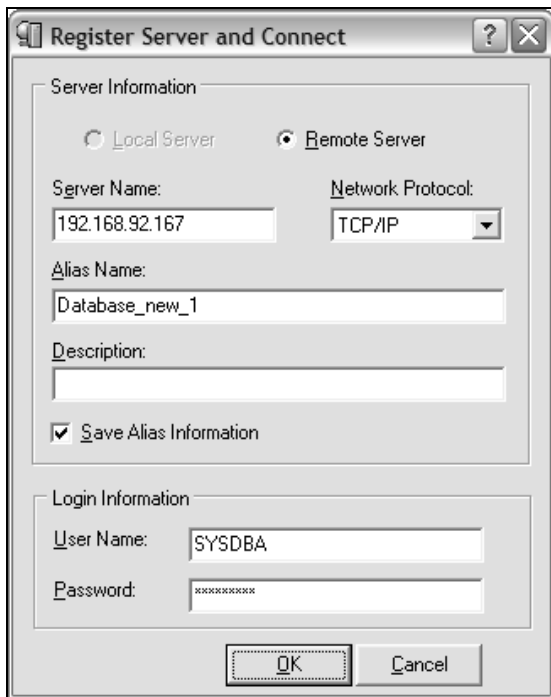 Register Server and Connect
Server Information
Local Server Remote Server
Server Name: Network Protocol:
192.168.92.167 TCP/IP
Alias Name:
Database_new_1
Description:
Save Alias Information
Login Information
User Name: SYSDBA
Password: *********
OK Cancel